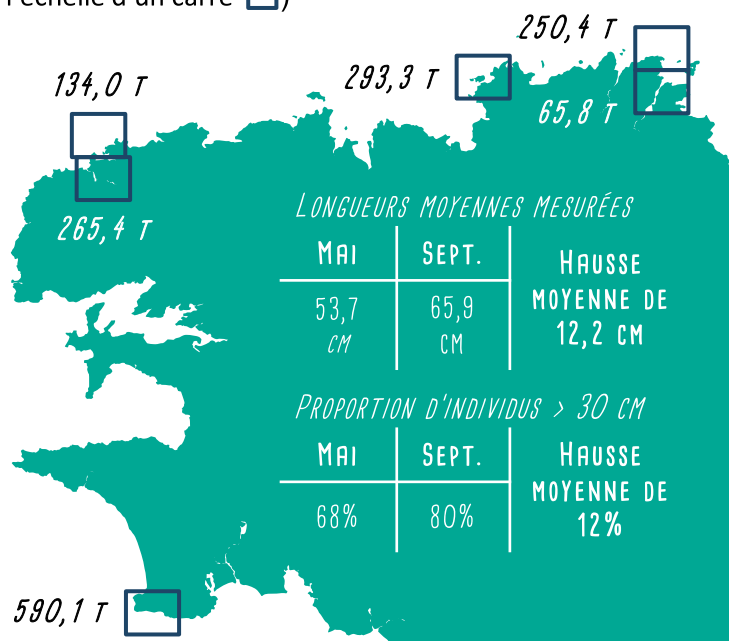 l'échelle d'un carré )
250,4 T
134,0 T
293,3 T
65,8 T
265,4 T
LONGUEURS MOYENNES MESURÉES
MAI
SEPT.
HAUSSE
MOYENNE DE
12,2 CM
53,7
CM
65,9
CM
PROPORTION D'INDIVIDUS > 30 CM
MAI
SEPT.
HAUSSE
MOYENNE DE
12%
68%
80%
590,1 T